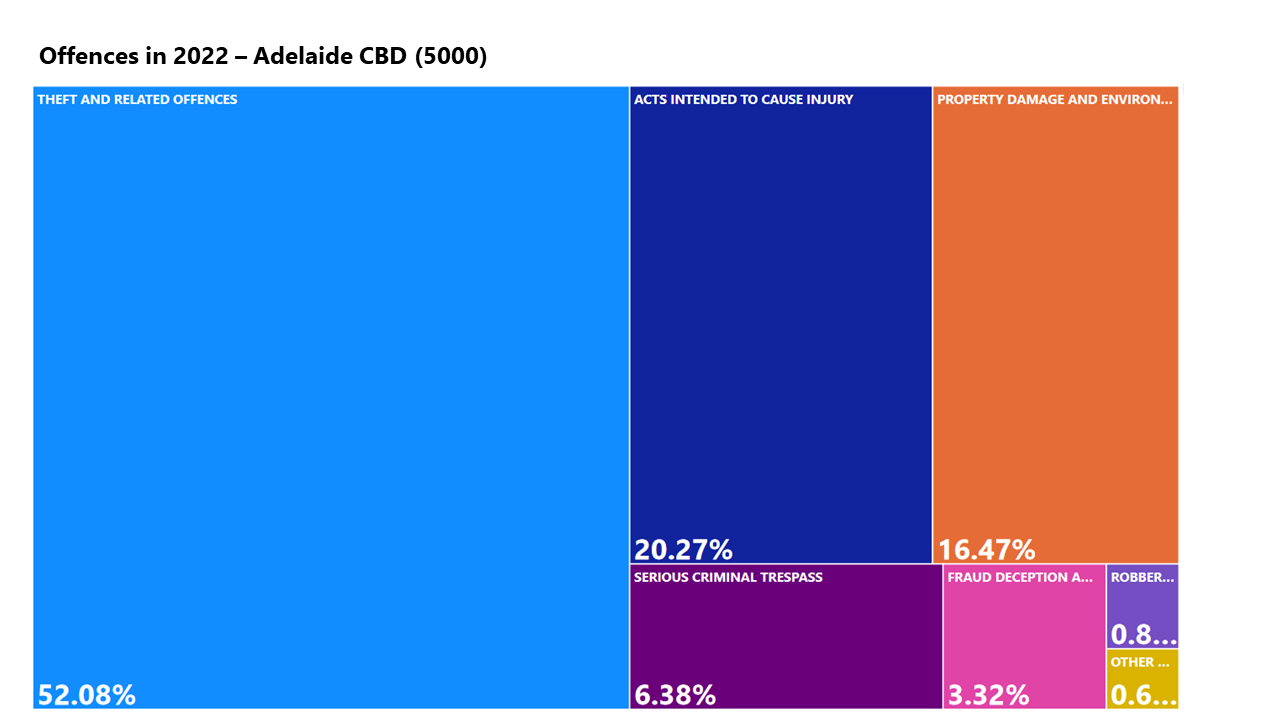 Offences in 2022 – Adelaide CBD (5000)
THEFT AND RELATED OFFENCES
52.08%
ACTS INTENDED TO CAUSE INJURY
20.27%
PROPERTY DAMAGE AND ENVIRON...
16.47%
SERIOUS CRIMINAL TRESPASS
6.38%
FRAUD DECEPTION A...
3.32%
ROBBER...
0.8...
OTHER ...
0.6...